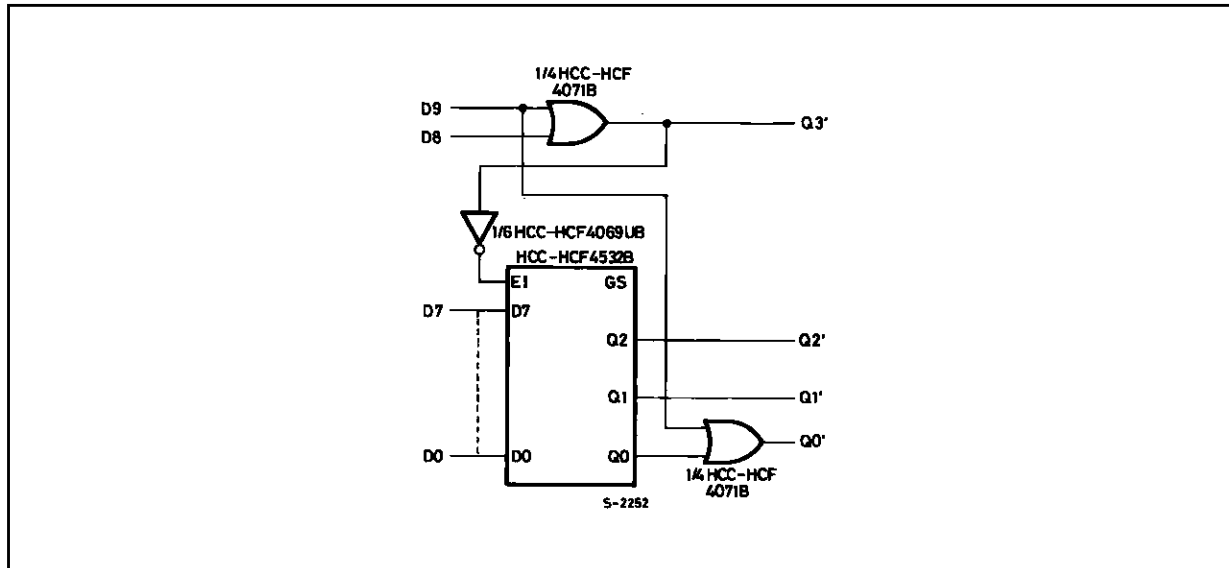 1/4 HCC-HCF
4071B
D9
D8
Q3'
1/6 HCC-HCF4069UB
HCC-HCF4532B
EI
GS
D7
D7
Q2
Q2'
Q1
Q1'
Q0'
D0
D0
Q0
1/4 HCC-HCF
4071B
S-2252